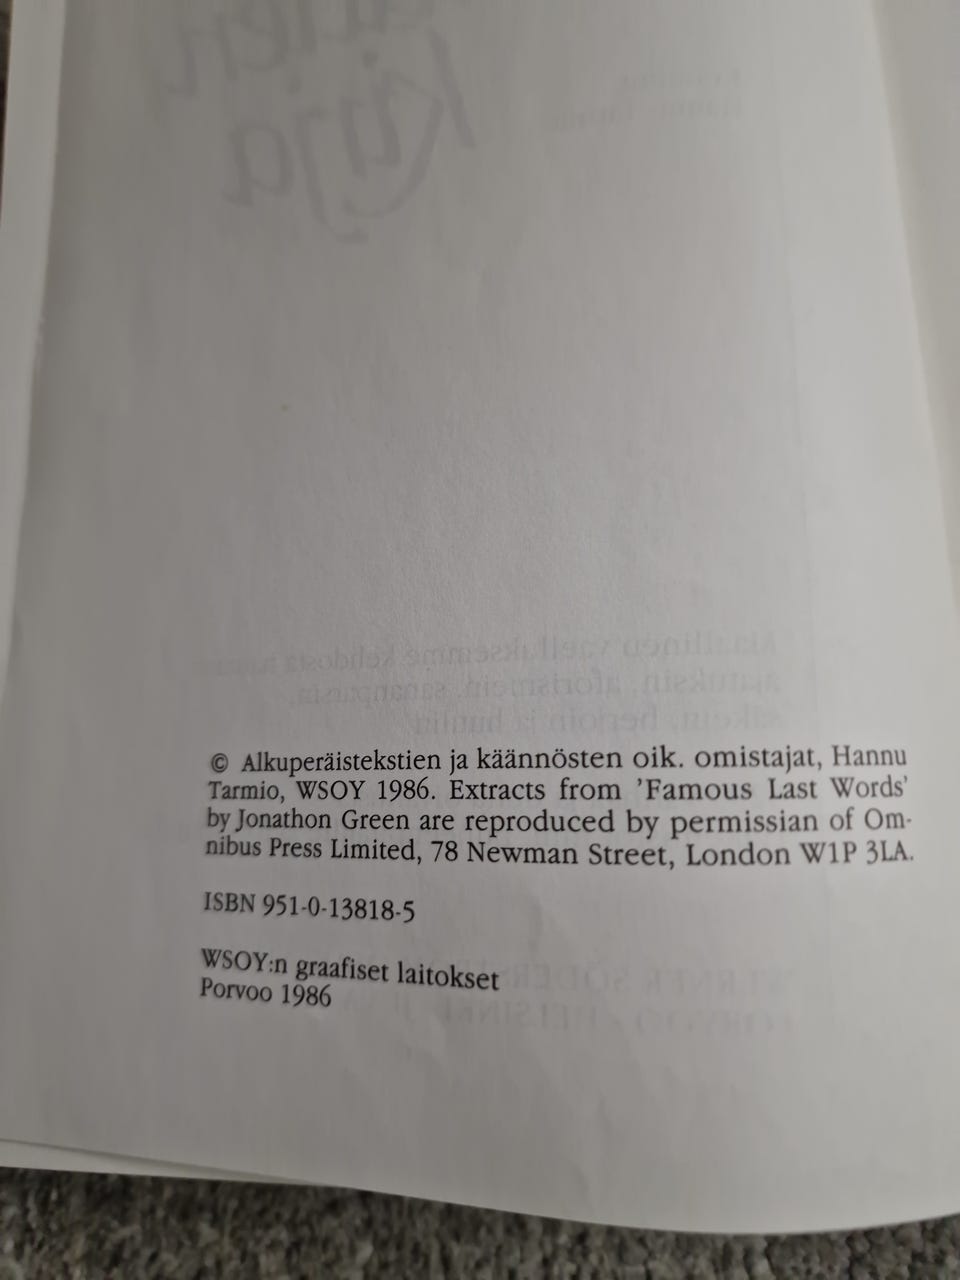 Kirja
© Alkuperäistekstien ja käännösten oik. omistajat, Hannu
Tarmio, WSOY 1986. Extracts from 'Famous Last Words'
by Jonathon Green are reproduced by permissian of Om-
nibus Press Limited, 78 Newman Street, London W1P 3LA.
ISBN 951-0-13818-5
WSOY:n graafiset laitokset
Porvoo 1986